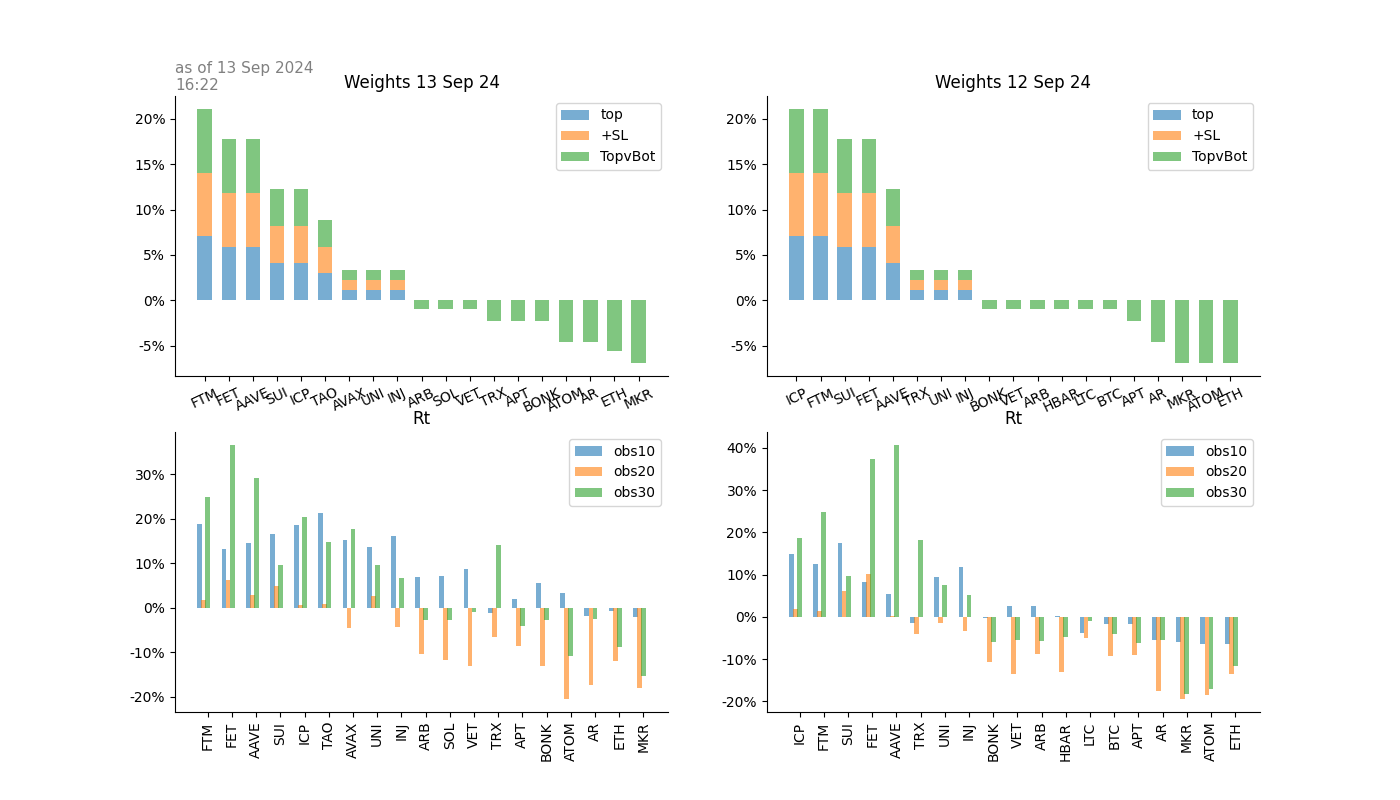 as of 13 Sep 2024
16:22
Weights 13 Sep 24
20%
15%
10%
5%
0%
-5%
top
+SL
TopvBot
FTM FET AAVE SUI ICP TAO AVAX UNI INJ ARB SOL VET TRX APT BONK ATOM AR ETH MKR
Weights 12 Sep 24
20%
15%
10%
5%
0%
-5%
top
+SL
TopvBot
ICP FTM SUI FET AAVE TRX UNI INJ BONK VET ARB HBAR LTC BTC APT AR MKR ATOM ETH
Rt
30%
20%
10%
0%
-10%
-20%
obs10
obs20
obs30
FTM FET AAVE SUI ICP TAO AVAX UNI INJ ARB SOL VET TRX APT BONK ATOM AR ETH MKR
Rt
40%
30%
20%
10%
0%
-10%
-20%
obs10
obs20
obs30
ICP FTM SUI FET AAVE TRX UNI INJ BONK VET ARB HBAR LTC BTC APT AR MKR ATOM ETH